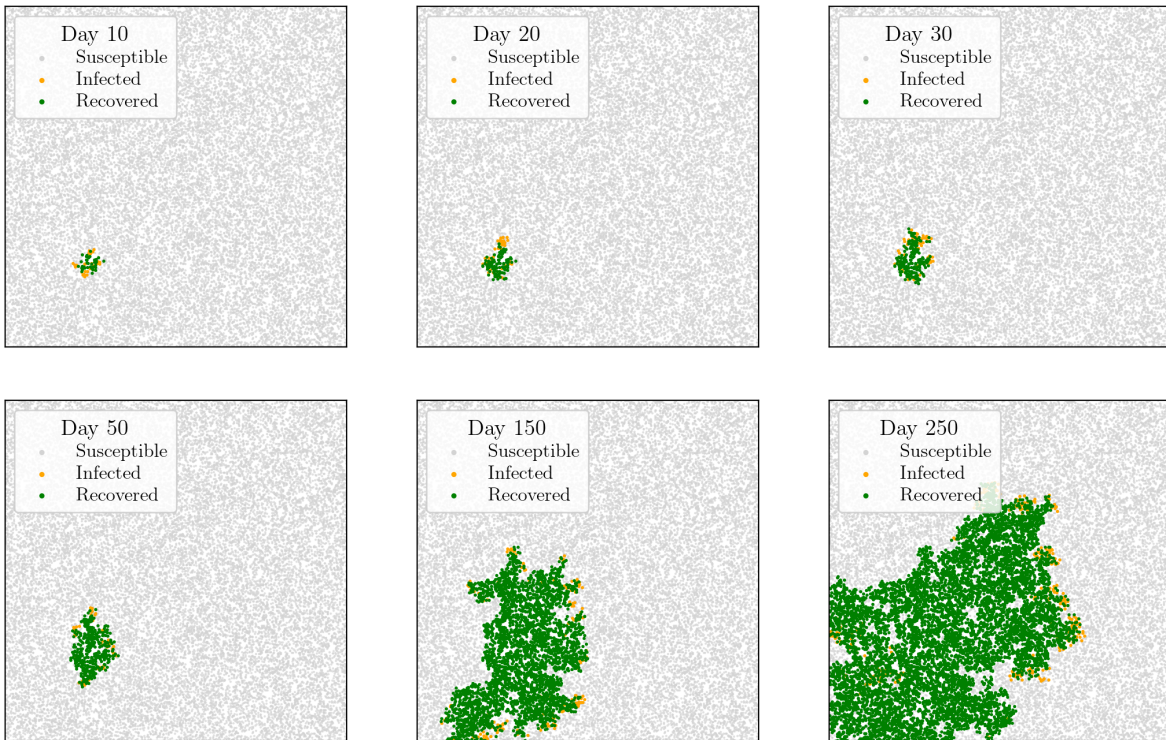 Day 10
Susceptible
Infected
Recovered
Day 20
Susceptible
Infected
Recovered
Day 30
Susceptible
Infected
Recovered
Day 50
Susceptible
Infected
Recovered
Day 150
Susceptible
Infected
Recovered
Day 250
Susceptible
Infected
Recovered